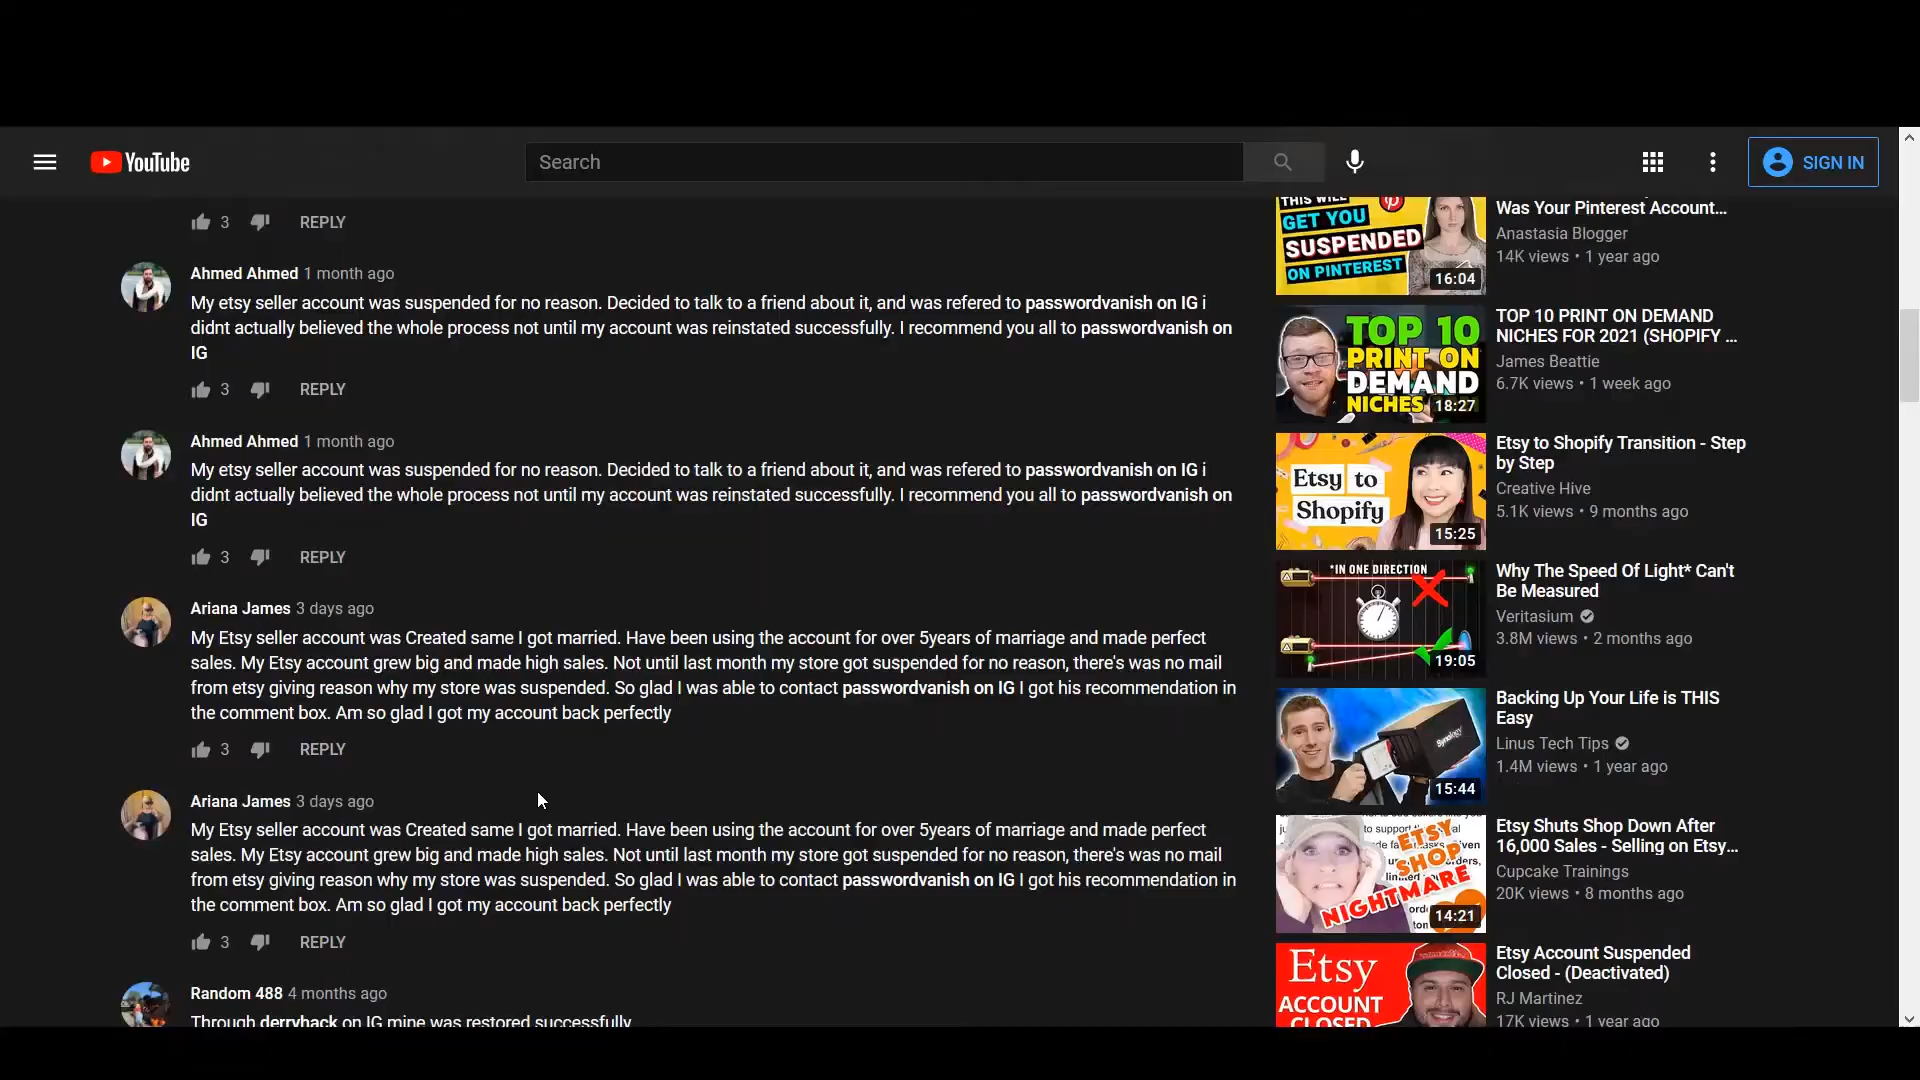 YouTube
Search
SIGN IN
3 REPLY
Ahmed Ahmed 1 month ago
My etsy seller account was suspended for no reason. Decided to talk to a friend about it, and was refered to passwordvanish on IG i
didnt actually believed the whole process not until my account was reinstated successfully. I recommend you all to passwordvanish on
IG
3 REPLY
Ahmed Ahmed 1 month ago
My etsy seller account was suspended for no reason. Decided to talk to a friend about it, and was refered to passwordvanish on IG i
didnt actually believed the whole process not until my account was reinstated successfully. I recommend you all to passwordvanish on
IG
3 REPLY
Ariana James 3 days ago
My Etsy seller account was Created same I got married. Have been using the account for over 5years of marriage and made perfect
sales. My Etsy account grew big and made high sales. Not until last month my store got suspended for no reason, there's was no mail
from etsy giving reason why my store was suspended. So glad I was able to contact passwordvanish on IG I got his recommendation in
the comment box. Am so glad I got my account back perfectly
3 REPLY
Ariana James 3 days ago
My Etsy seller account was Created same I got married. Have been using the account for over 5years of marriage and made perfect
sales. My Etsy account grew big and made high sales. Not until last month my store got suspended for no reason, there's was no mail
from etsy giving reason why my store was suspended. So glad I was able to contact passwordvanish on IG I got his recommendation in
the comment box. Am so glad I got my account back perfectly
3 REPLY
Random 488 4 months ago
Through derryhack on IG mine was restored successfully
THIS WILL
GET YOU
SUSPENDED
ON PINTEREST
16:04
Was Your Pinterest Account...
Anastasia Blogger
14K views • 1 year ago
TOP 10
PRINT ON
DEMAND
NICHES
18:27
TOP 10 PRINT ON DEMAND
NICHES FOR 2021 (SHOPIFY ...
James Beattie
6.7K views • 1 week ago
Etsy to
Shopify
15:25
Etsy to Shopify Transition - Step
by Step
Creative Hive
5.1K views • 9 months ago
*IN ONE DIRECTION
19:05
Why The Speed Of Light* Can't
Be Measured
Veritasium
3.8M views • 2 months ago
Synology
15:44
Backing Up Your Life is THIS
Easy
Linus Tech Tips
1.4M views • 1 year ago
ETSY
SHOP
NIGHTMARE
14:21
Etsy Shuts Shop Down After
16,000 Sales - Selling on Etsy...
Cupcake Trainings
20K views • 8 months ago
Etsy
ACCOUNT
CLOSED
Etsy Account Suspended
Closed - (Deactivated)
RJ Martinez
17K views • 1 year ago